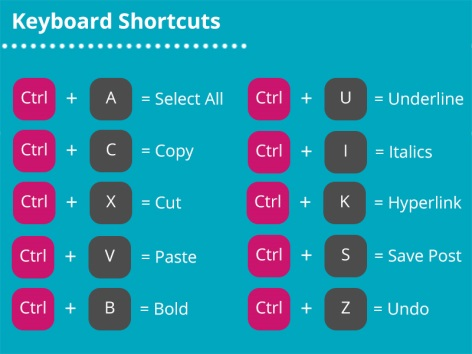 Keyboard Shortcuts
Ctrl + A = Select All
Ctrl + C = Copy
Ctrl + X = Cut
Ctrl + V = Paste
Ctrl + B = Bold
Ctrl + U = Underline
Ctrl + I = Italics
Ctrl + K = Hyperlink
Ctrl + S = Save Post
Ctrl + Z = Undo